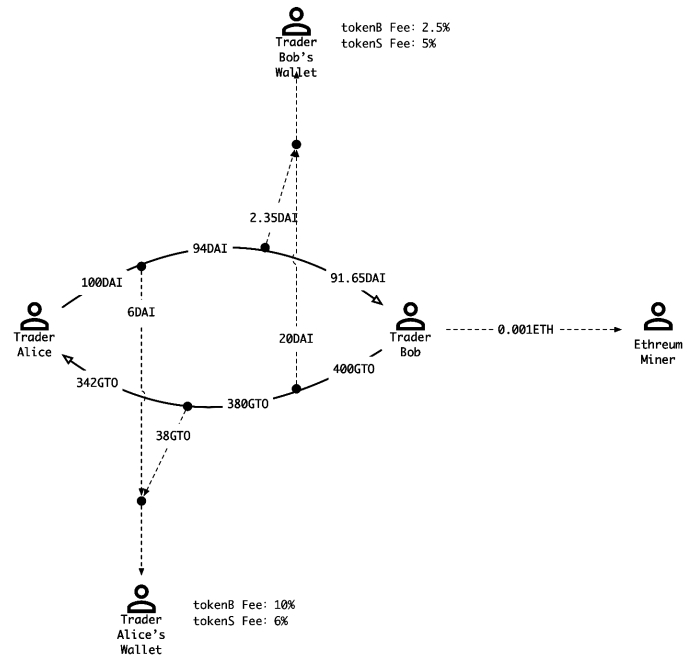 Trader
Bob's
Wallet
tokenB Fee: 2.5%
tokenS Fee: 5%
2.35DAI
94DAI
100DAI
91.65DAI
6DAI
Trader
Alice
20DAI
Trader
Bob
0.001ETH
Ethreum
Miner
342GTO
400GTO
380GTO
38GTO
Trader
Alice's
Wallet
tokenB Fee: 10%
tokenS Fee: 6%